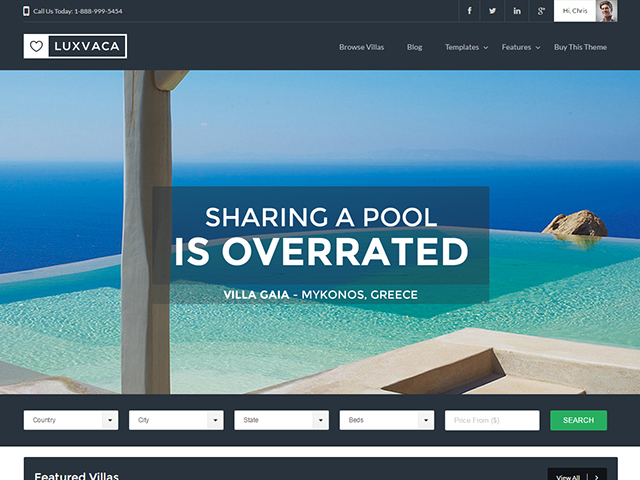 Call Us Today: 1-888-999-5454
Hi, Chris
LUXVACA
Browse Villas Blog Templates Features Buy This Theme
SHARING A POOL
IS OVERRATED
VILLA GAIA – MYKONOS, GREECE
Country City State Beds Price From ($) SEARCH
Featured Villas View All